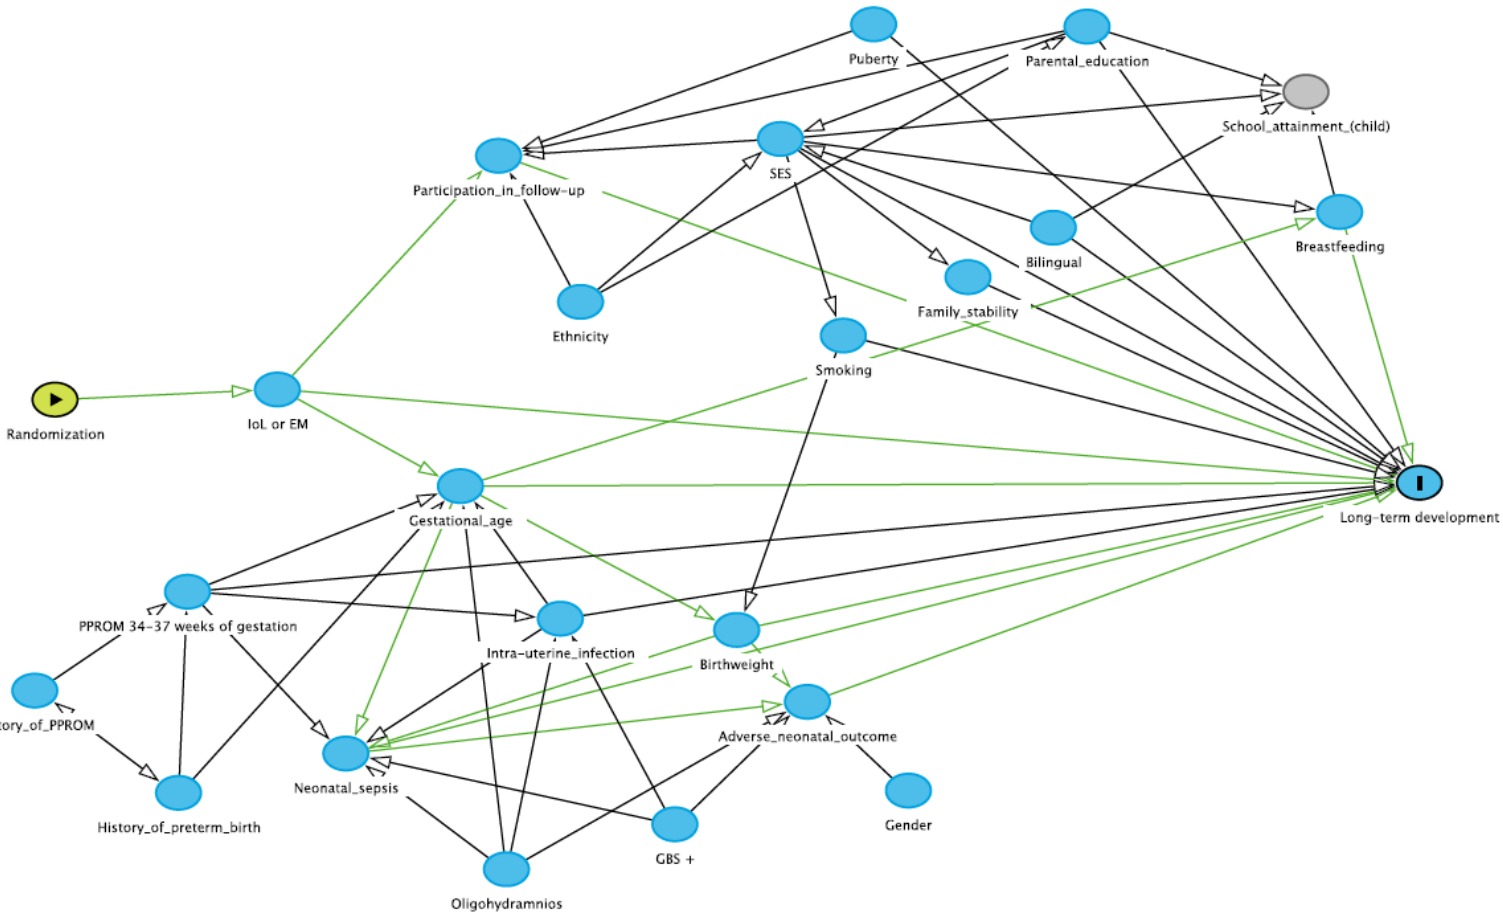 Puberty
Parental_education
School_attainment_(child)
SES
Participation_in_follow-up
Breastfeeding
Bilingual
Family_stability
Ethnicity
Smoking
IoL or EM
Randomization
Long-term development
Gestational_age
PPROM 34-37 weeks of gestation
Intra-uterine_infection
Birthweight
tory_of_PPROM
Adverse_neonatal_outcome
Neonatal_sepsis
History_of_preterm_birth
Gender
GBS +
Oligohydramnios